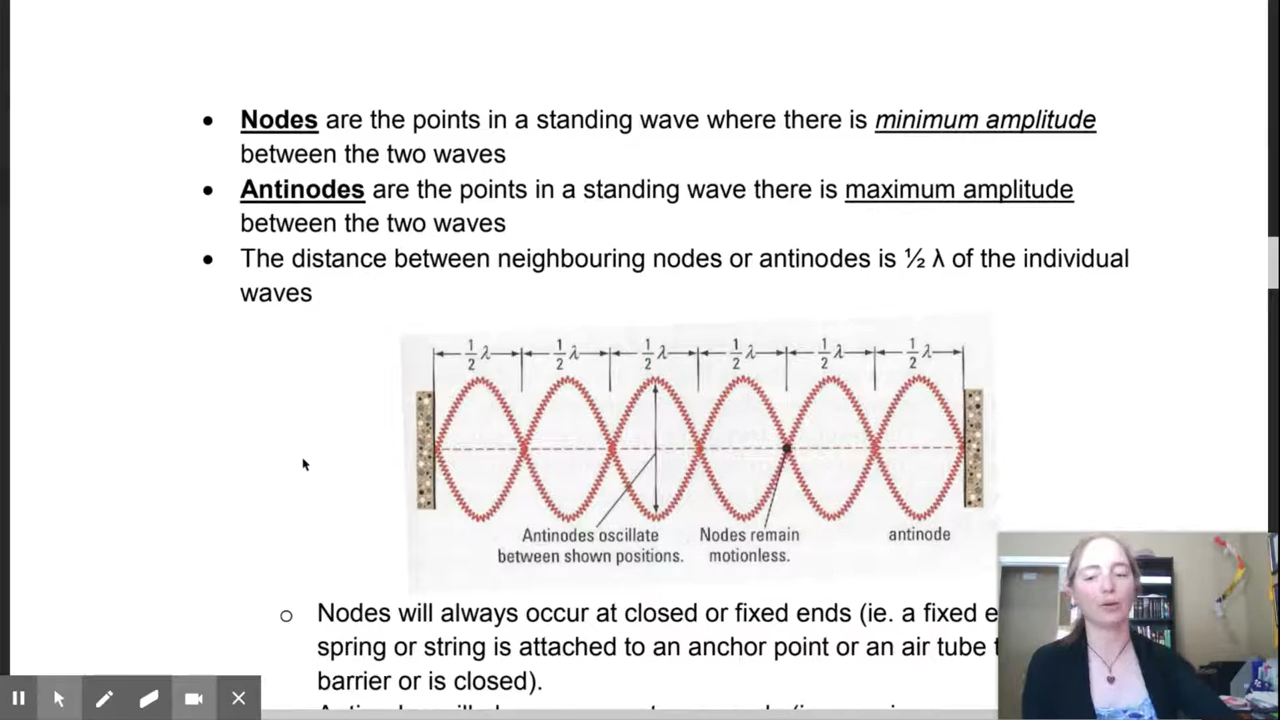 Nodes are the points in a standing wave where there is minimum amplitude
between the two waves
Antinodes are the points in a standing wave there is maximum amplitude
between the two waves
The distance between neighbouring nodes or antinodes is ½ λ of the individual
waves
1/2 λ 1/2 λ 1/2 λ 1/2 λ 1/2 λ 1/2 λ
Antinodes oscillate
between shown positions.
Nodes remain
motionless.
antinode
Nodes will always occur at closed or fixed ends (ie. a fixed e
spring or string is attached to an anchor point or an air tube t
barrier or is closed).